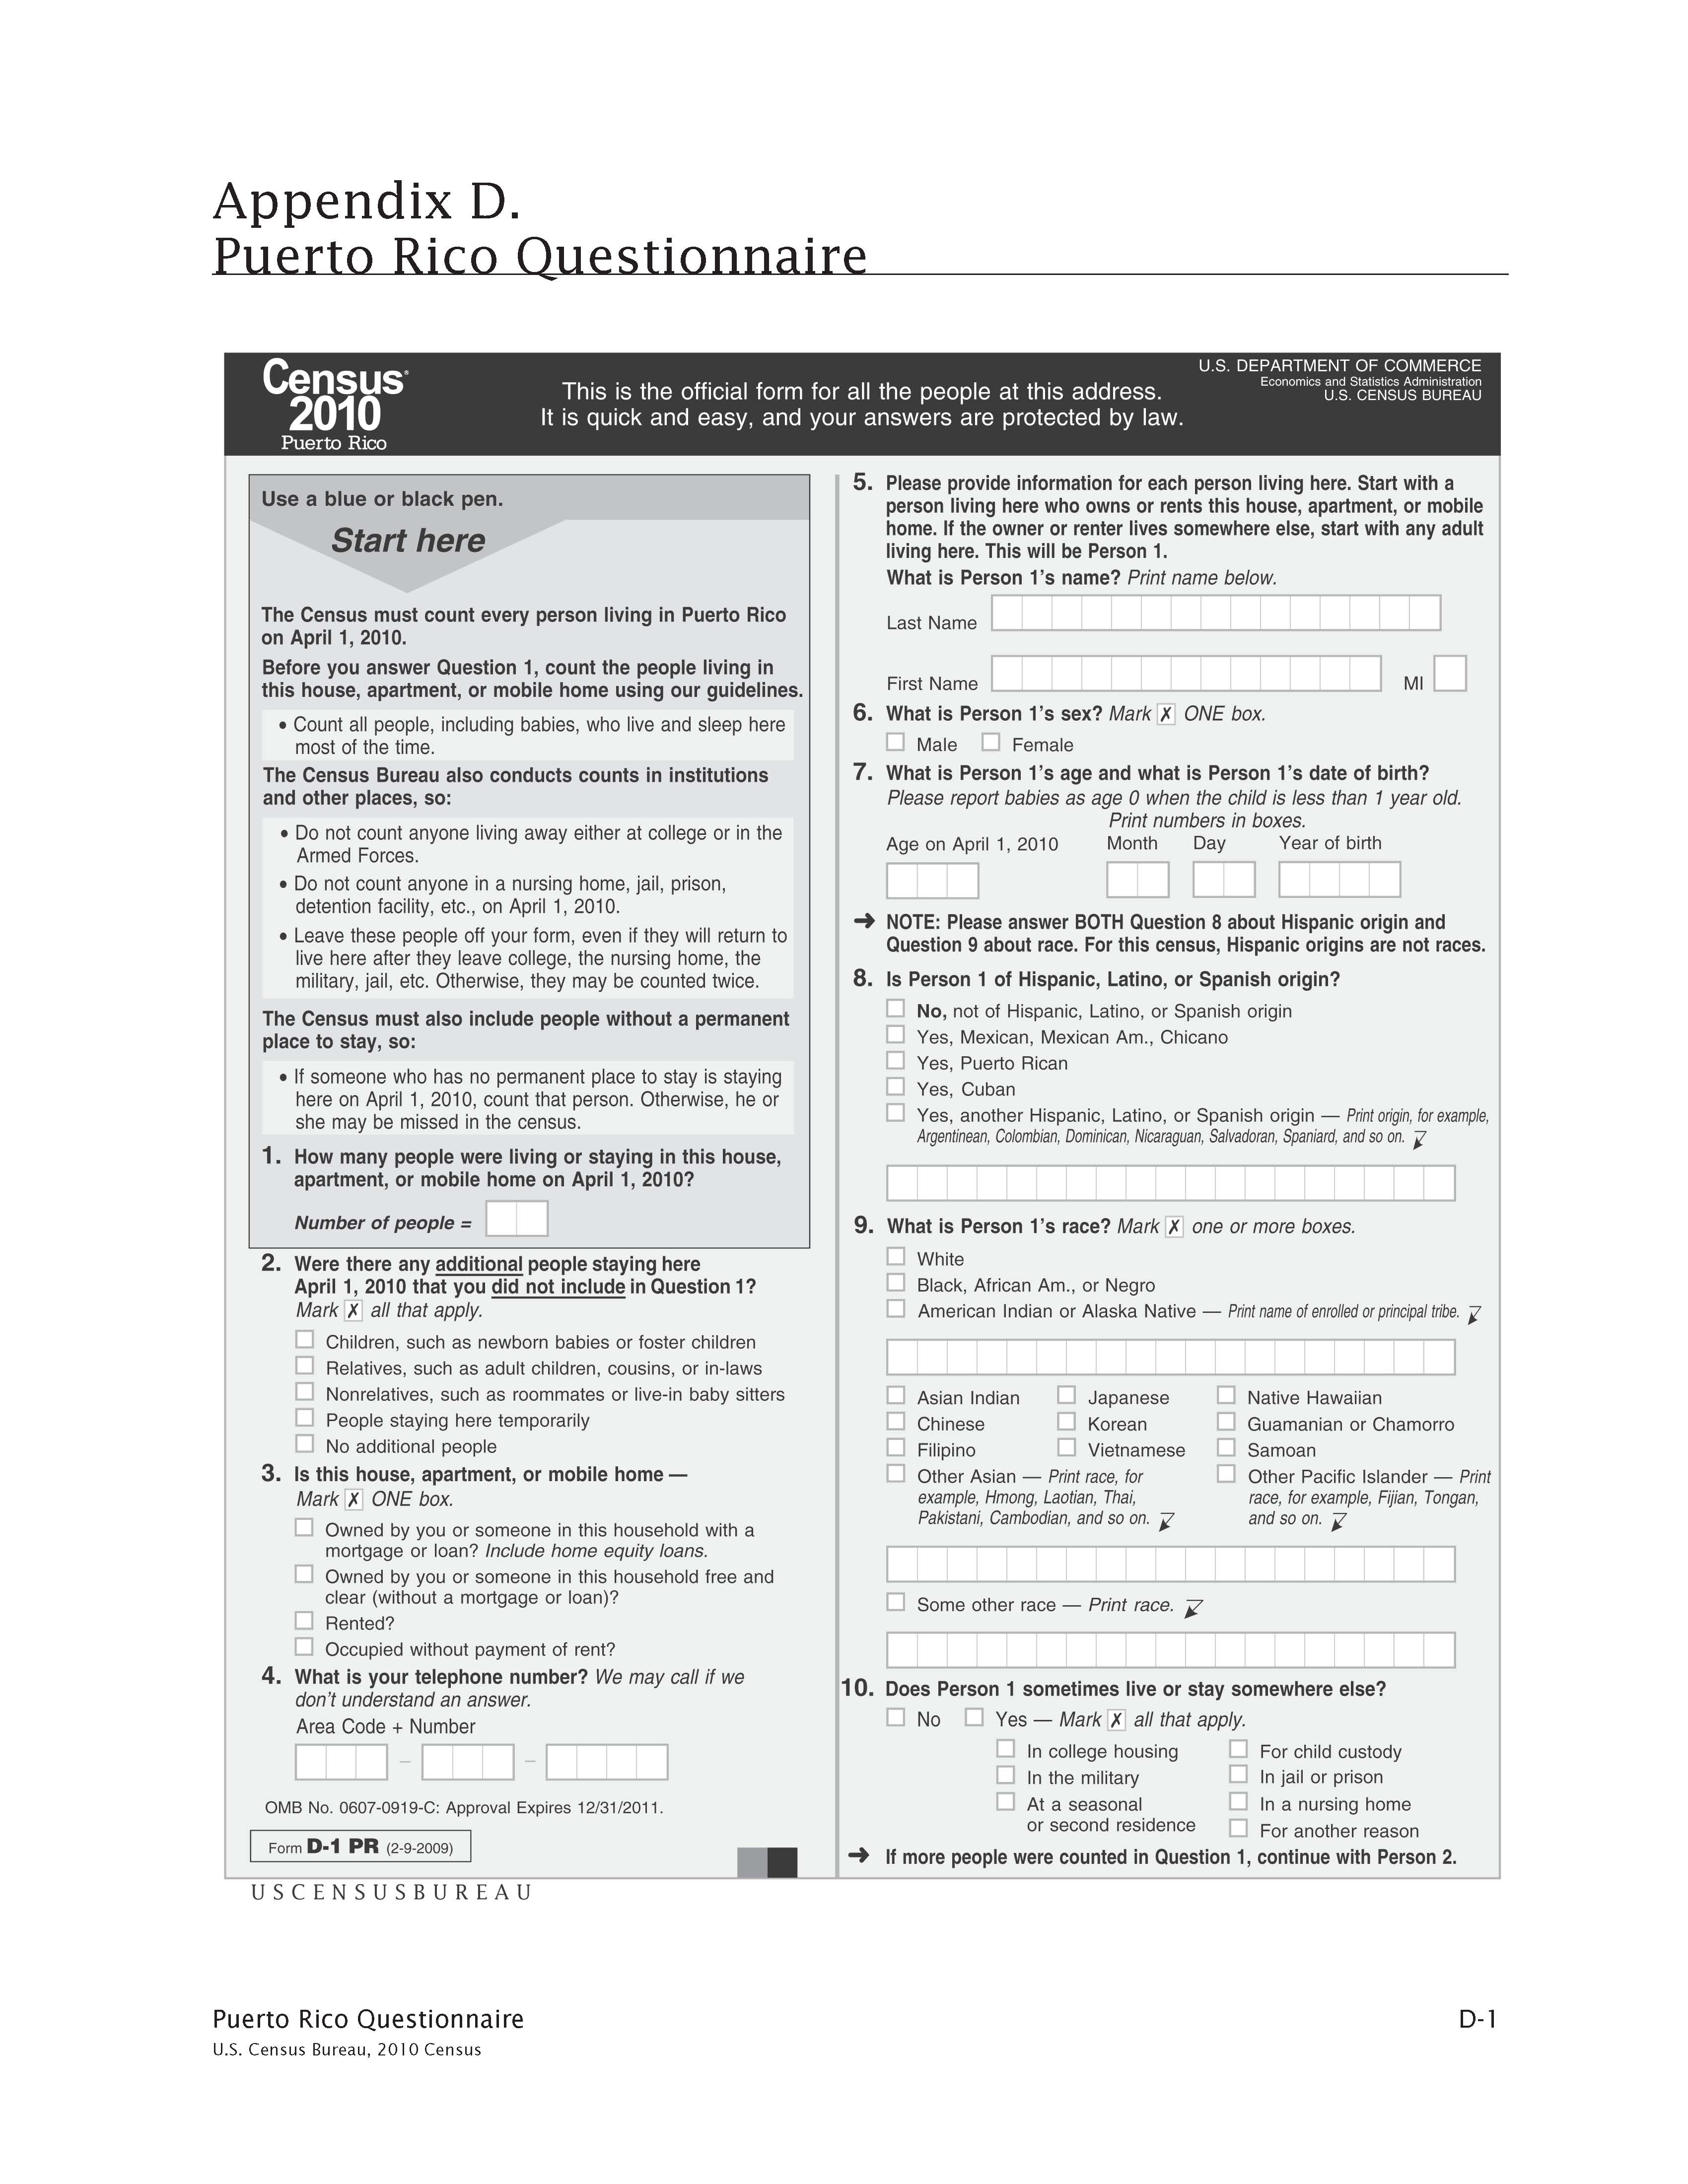 Appendix D.
Puerto Rico Questionnaire
Census
2010
Puerto Rico
This is the official form for all the people at this address.
It is quick and easy, and your answers are protected by law.
U.S. DEPARTMENT OF COMMERCE
Economics and Statistics Administration
U.S. CENSUS BUREAU
Use a blue or black pen.
Start here
The Census must count every person living in Puerto Rico
on April 1, 2010.
Before you answer Question 1, count the people living in
this house, apartment, or mobile home using our guidelines.
• Count all people, including babies, who live and sleep here
most of the time.
The Census Bureau also conducts counts in institutions
and other places, so:
• Do not count anyone living away either at college or in the
Armed Forces.
• Do not count anyone in a nursing home, jail, prison,
detention facility, etc., on April 1, 2010.
• Leave these people off your form, even if they will return to
live here after they leave college, the nursing home, the
military, jail, etc. Otherwise, they may be counted twice.
The Census must also include people without a permanent
place to stay, so:
• If someone who has no permanent place to stay is staying
here on April 1, 2010, count that person. Otherwise, he or
she may be missed in the census.
1. How many people were living or staying in this house,
apartment, or mobile home on April 1, 2010?
Number of people =
2. Were there any additional people staying here
April 1, 2010 that you did not include in Question 1?
Mark ✗ all that apply.
Children, such as newborn babies or foster children
Relatives, such as adult children, cousins, or in-laws
Nonrelatives, such as roommates or live-in baby sitters
People staying here temporarily
No additional people
3. Is this house, apartment, or mobile home —
Mark ✗ ONE box.
Owned by you or someone in this household with a
mortgage or loan? Include home equity loans.
Owned by you or someone in this household free and
clear (without a mortgage or loan)?
Rented?
Occupied without payment of rent?
4. What is your telephone number? We may call if we
don't understand an answer.
Area Code + Number
– –
OMB No. 0607-0919-C: Approval Expires 12/31/2011.
Form D-1 PR (2-9-2009)
USCENSUSBUREAU
5. Please provide information for each person living here. Start with a
person living here who owns or rents this house, apartment, or mobile
home. If the owner or renter lives somewhere else, start with any adult
living here. This will be Person 1.
What is Person 1's name? Print name below.
Last Name
First Name MI
6. What is Person 1's sex? Mark ✗ ONE box.
Male Female
7. What is Person 1's age and what is Person 1's date of birth?
Please report babies as age 0 when the child is less than 1 year old.
Print numbers in boxes.
Age on April 1, 2010 Month Day Year of birth
➔ NOTE: Please answer BOTH Question 8 about Hispanic origin and
Question 9 about race. For this census, Hispanic origins are not races.
8. Is Person 1 of Hispanic, Latino, or Spanish origin?
No, not of Hispanic, Latino, or Spanish origin
Yes, Mexican, Mexican Am., Chicano
Yes, Puerto Rican
Yes, Cuban
Yes, another Hispanic, Latino, or Spanish origin — Print origin, for example,
Argentinean, Colombian, Dominican, Nicaraguan, Salvadoran, Spaniard, and so on.
9. What is Person 1's race? Mark ✗ one or more boxes.
White
Black, African Am., or Negro
American Indian or Alaska Native — Print name of enrolled or principal tribe.
Asian Indian Japanese Native Hawaiian
Chinese Korean Guamanian or Chamorro
Filipino Vietnamese Samoan
Other Asian — Print race, for Other Pacific Islander — Print
example, Hmong, Laotian, Thai, race, for example, Fijian, Tongan,
Pakistani, Cambodian, and so on. and so on.
Some other race — Print race.
10. Does Person 1 sometimes live or stay somewhere else?
No Yes — Mark ✗ all that apply.
In college housing For child custody
In the military In jail or prison
At a seasonal In a nursing home
or second residence For another reason
➔ If more people were counted in Question 1, continue with Person 2.
Puerto Rico Questionnaire D-1
U.S. Census Bureau, 2010 Census